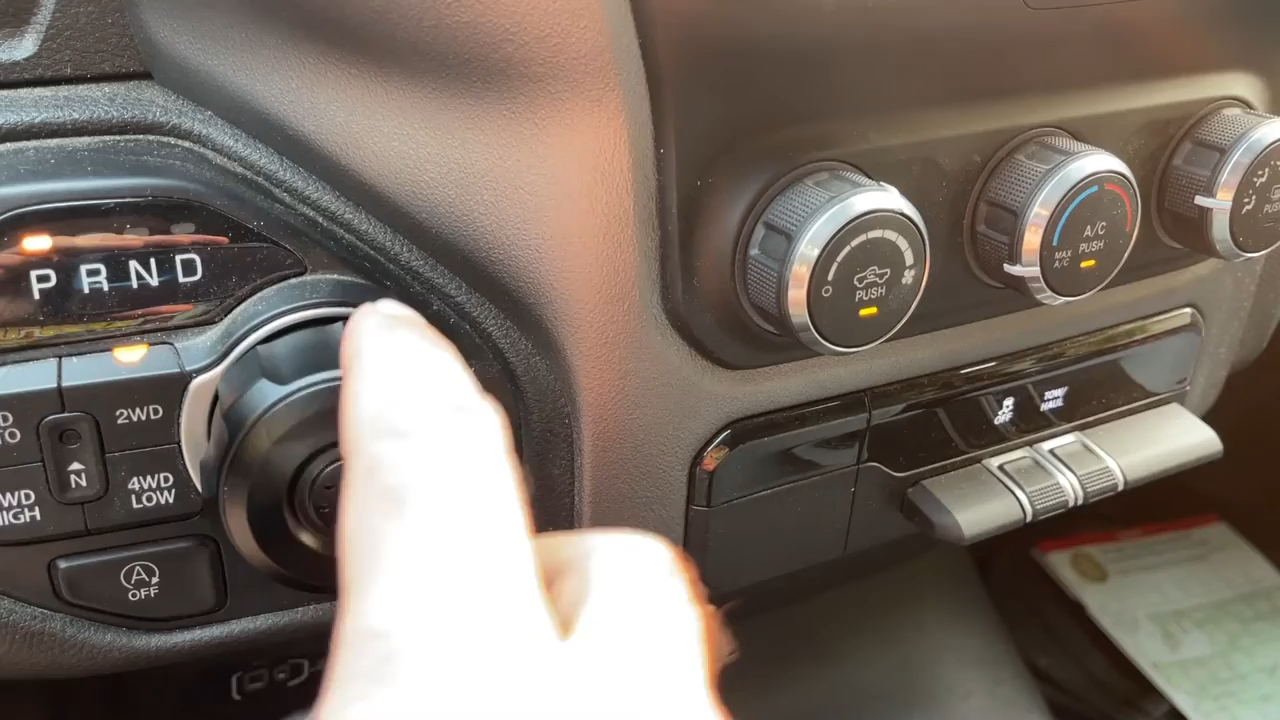 P R N D
2WD
N
4WD
LOW
A
OFF
PUSH
A/C
PUSH
MAX
A/C
OFF
TOW/
HAUL